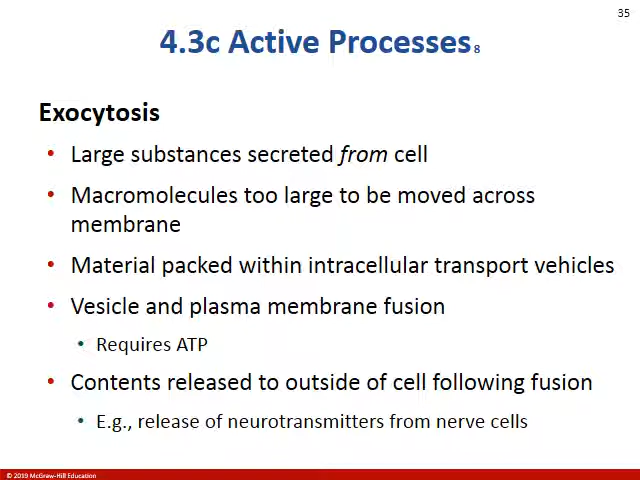 35
4.3c Active Processes 8
Exocytosis
• Large substances secreted from cell
• Macromolecules too large to be moved across
membrane
• Material packed within intracellular transport vehicles
• Vesicle and plasma membrane fusion
• Requires ATP
• Contents released to outside of cell following fusion
• E.g., release of neurotransmitters from nerve cells
© 2019 McGraw-Hill Education